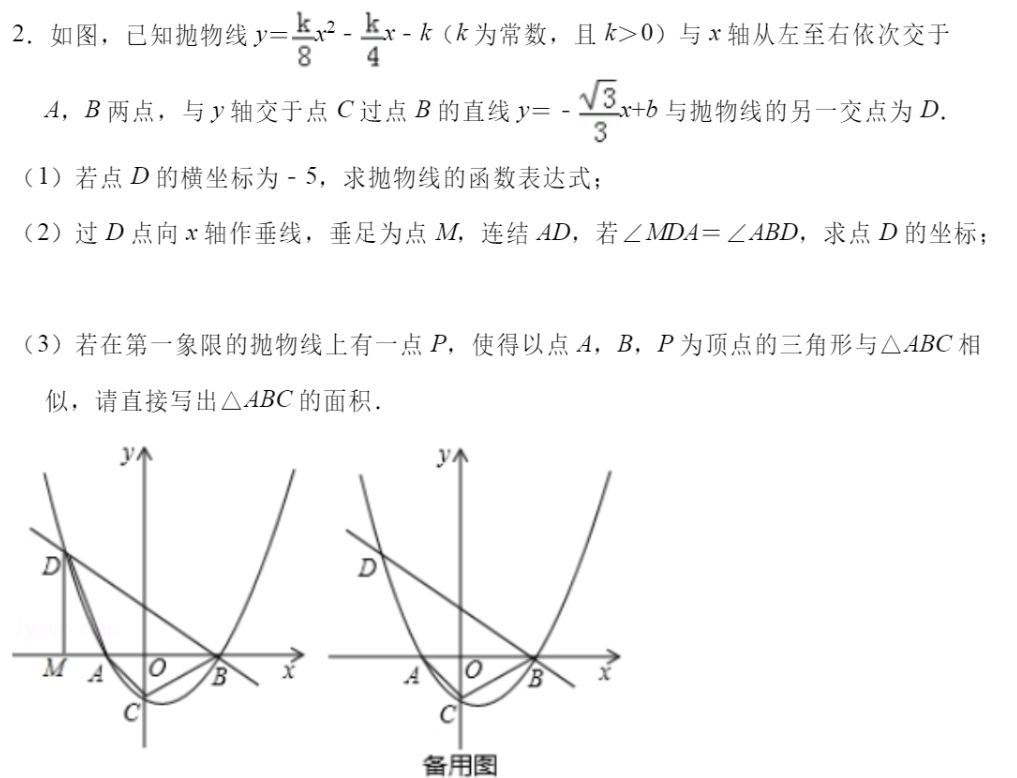 2．如图，已知抛物线 y=k/8x²﹣k/4x﹣k（k 为常数，且 k＞0）与 x 轴从左至右依次交于
A，B 两点，与 y 轴交于点 C 过点 B 的直线 y=﹣√3/3x+b 与抛物线的另一交点为 D．
（1）若点 D 的横坐标为﹣5，求抛物线的函数表达式；
（2）过 D 点向 x 轴作垂线，垂足为点 M，连结 AD，若∠MDA＝∠ABD，求点 D 的坐标；
（3）若在第一象限的抛物线上有一点 P，使得以点 A，B，P 为顶点的三角形与△ABC 相
似，请直接写出△ABC 的面积．
y
D
M A O B x
C
y
D
A O B x
C
备用图